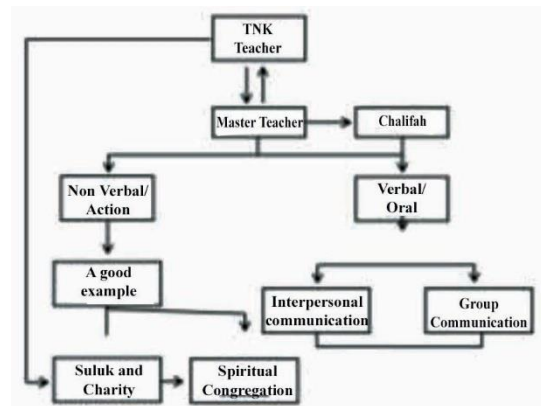 TNK
Teacher
Master Teacher
Chalifah
Non Verbal/
Action
Verbal/
Oral
A good
example
Interpersonal
communication
Group
Communication
Suluk and
Charity
Spiritual
Congregation